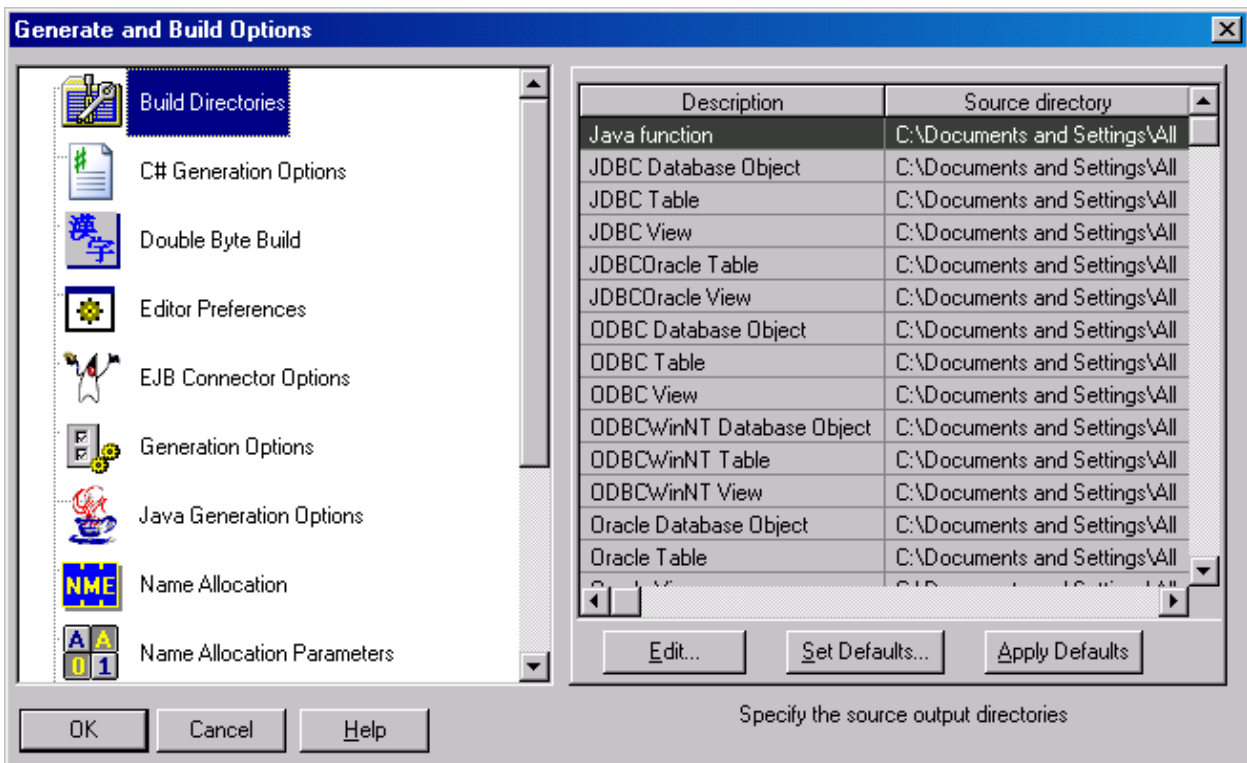 Generate and Build Options
Build Directories
C# Generation Options
漢字
Double Byte Build
Editor Preferences
EJB Connector Options
Generation Options
Java Generation Options
NME
Name Allocation
A A
0 1
Name Allocation Parameters
Description Source directory
Java function C:\Documents and Settings\All
JDBC Database Object C:\Documents and Settings\All
JDBC Table C:\Documents and Settings\All
JDBC View C:\Documents and Settings\All
JDBCOracle Table C:\Documents and Settings\All
JDBCOracle View C:\Documents and Settings\All
ODBC Database Object C:\Documents and Settings\All
ODBC Table C:\Documents and Settings\All
ODBC View C:\Documents and Settings\All
ODBCWinNT Database Object C:\Documents and Settings\All
ODBCWinNT Table C:\Documents and Settings\All
ODBCWinNT View C:\Documents and Settings\All
Oracle Database Object C:\Documents and Settings\All
Oracle Table C:\Documents and Settings\All
Edit... Set Defaults... Apply Defaults
Specify the source output directories
OK Cancel Help